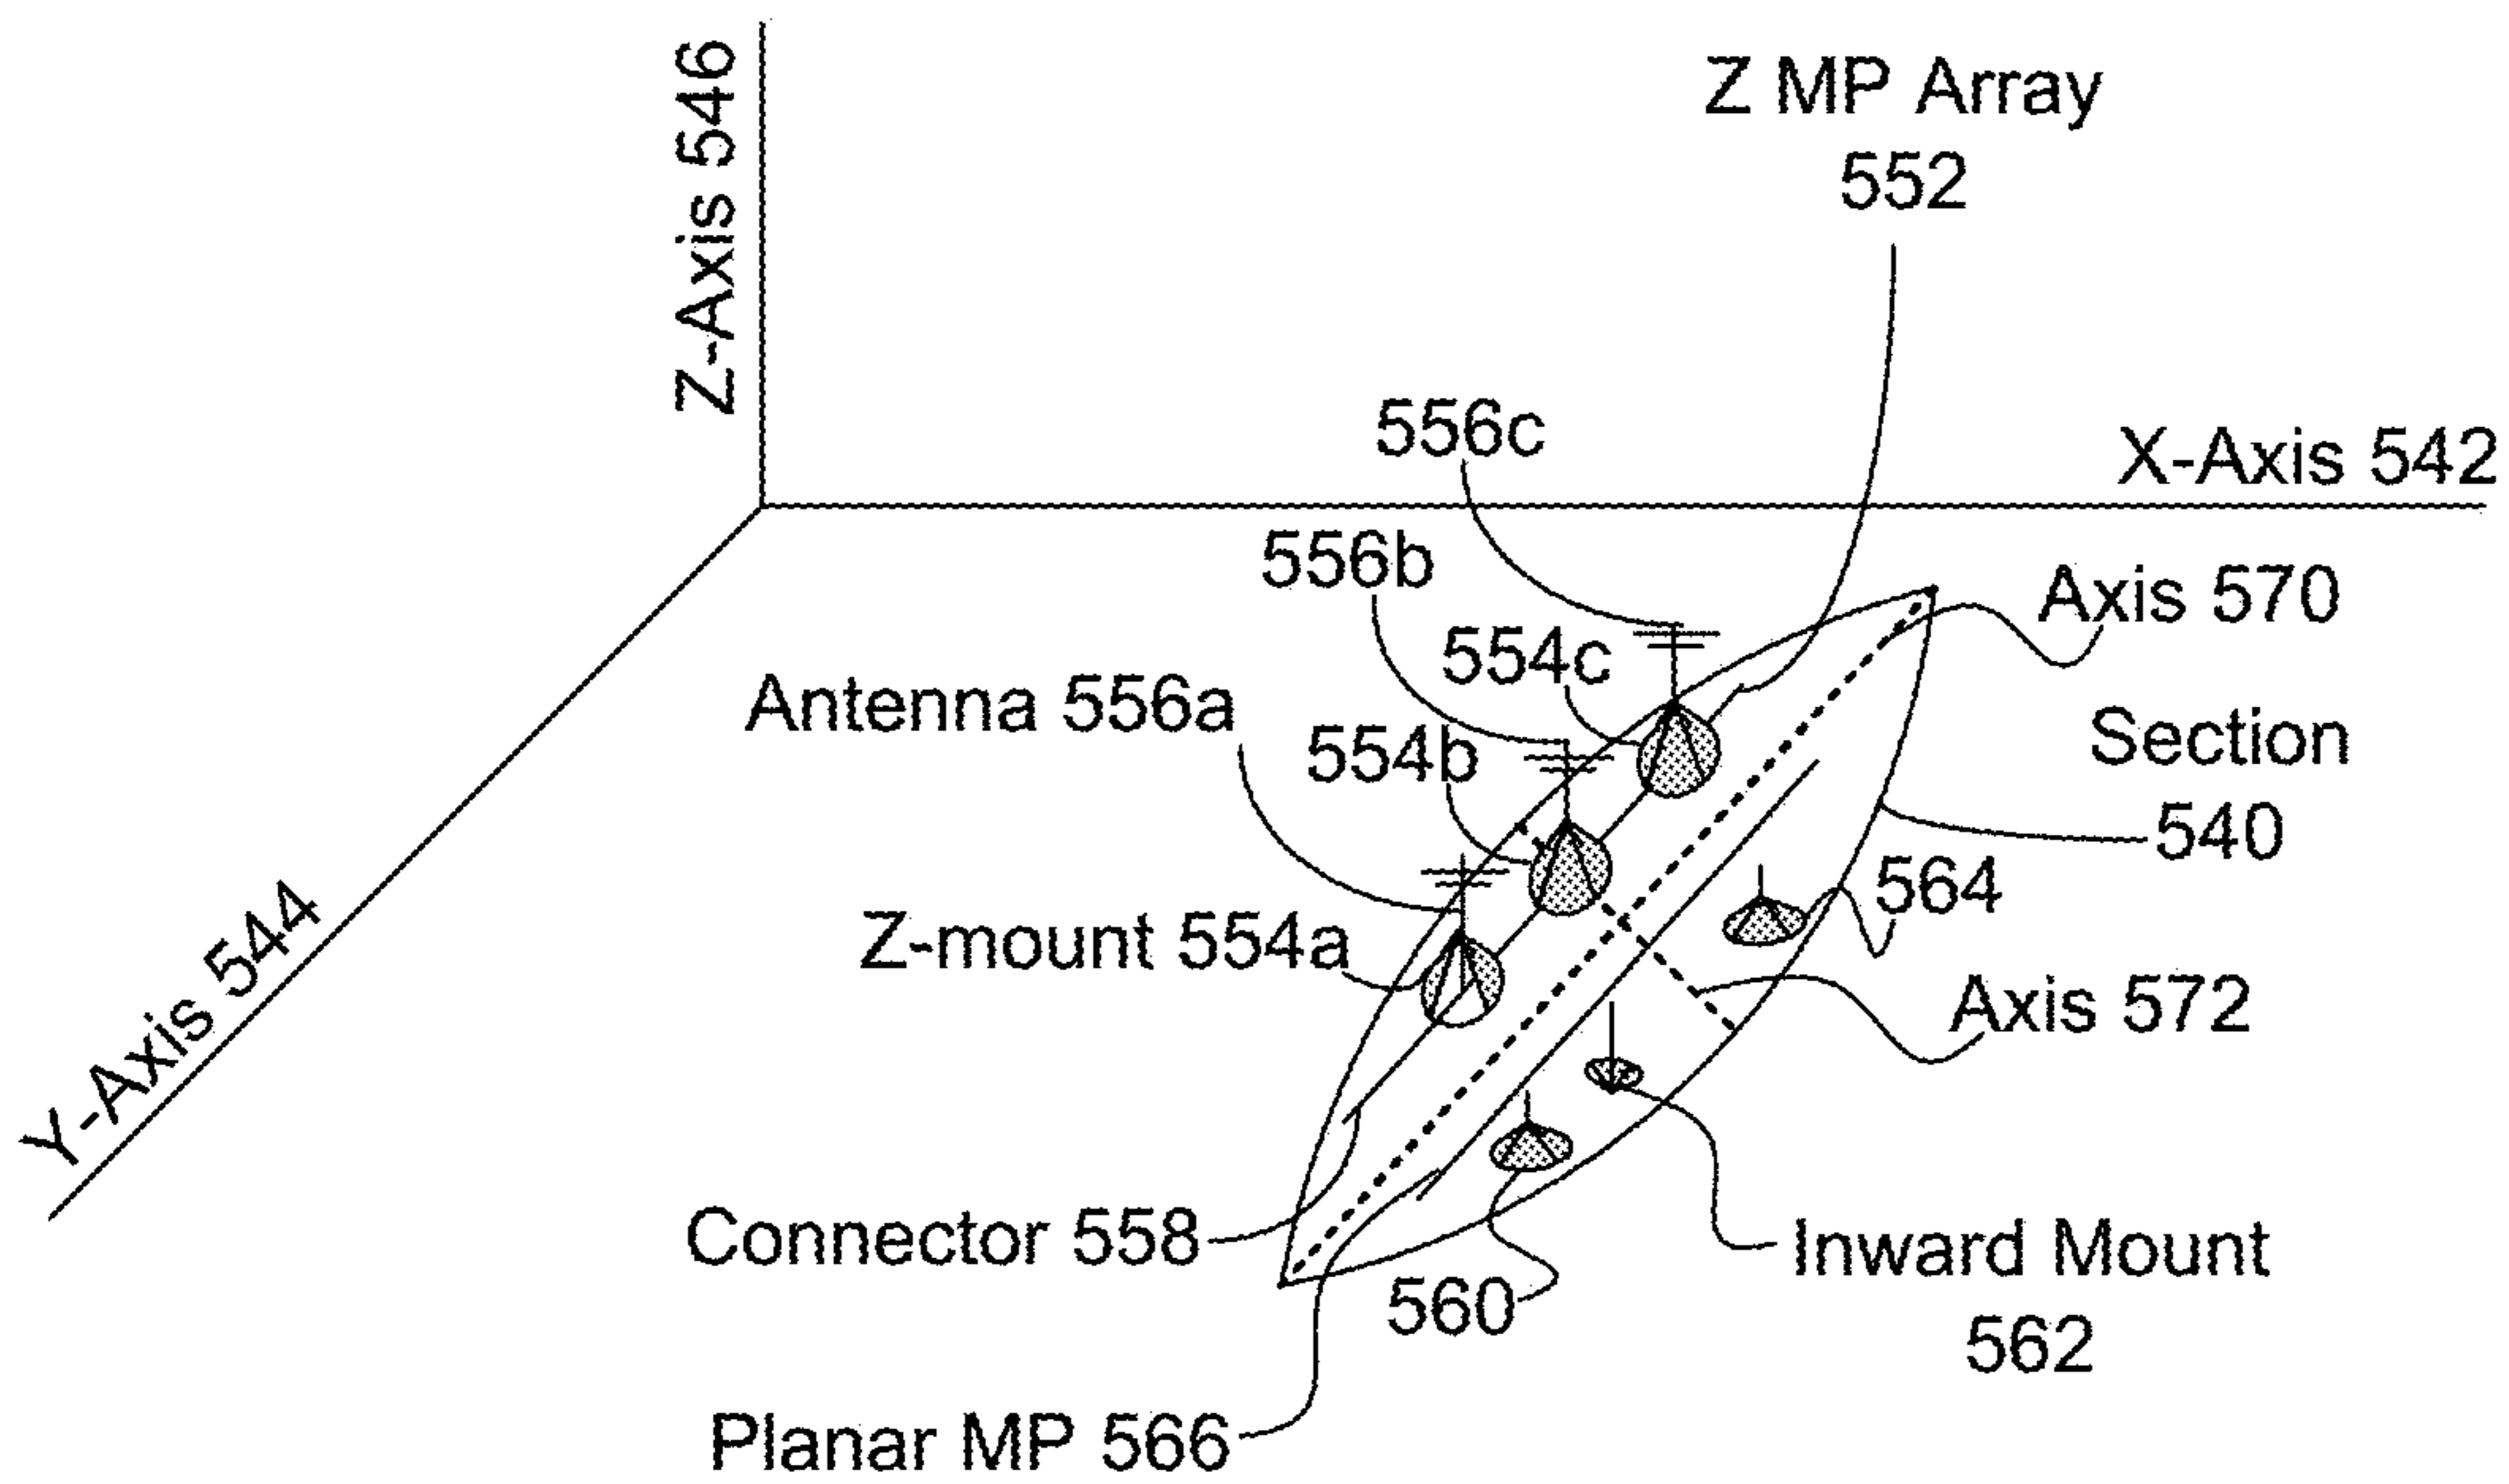 Z-Axis 546
Z MP Array
552
556c
X-Axis 542
556b
Axis 570
554c
Antenna 556a
Section
554b
540
564
Y-Axis 544
Z-mount 554a
Axis 572
Connector 558
Inward Mount
560
562
Planar MP 566